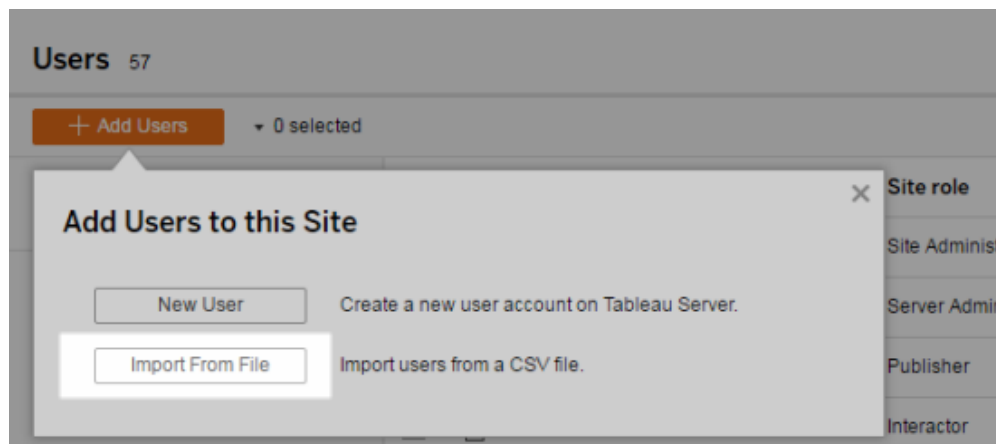 Users 57
+ Add Users 0 selected
Site role
Add Users to this Site
Site Adminis
New User Create a new user account on Tableau Server.
Server Admin
Import From File Import users from a CSV file.
Publisher
Interactor